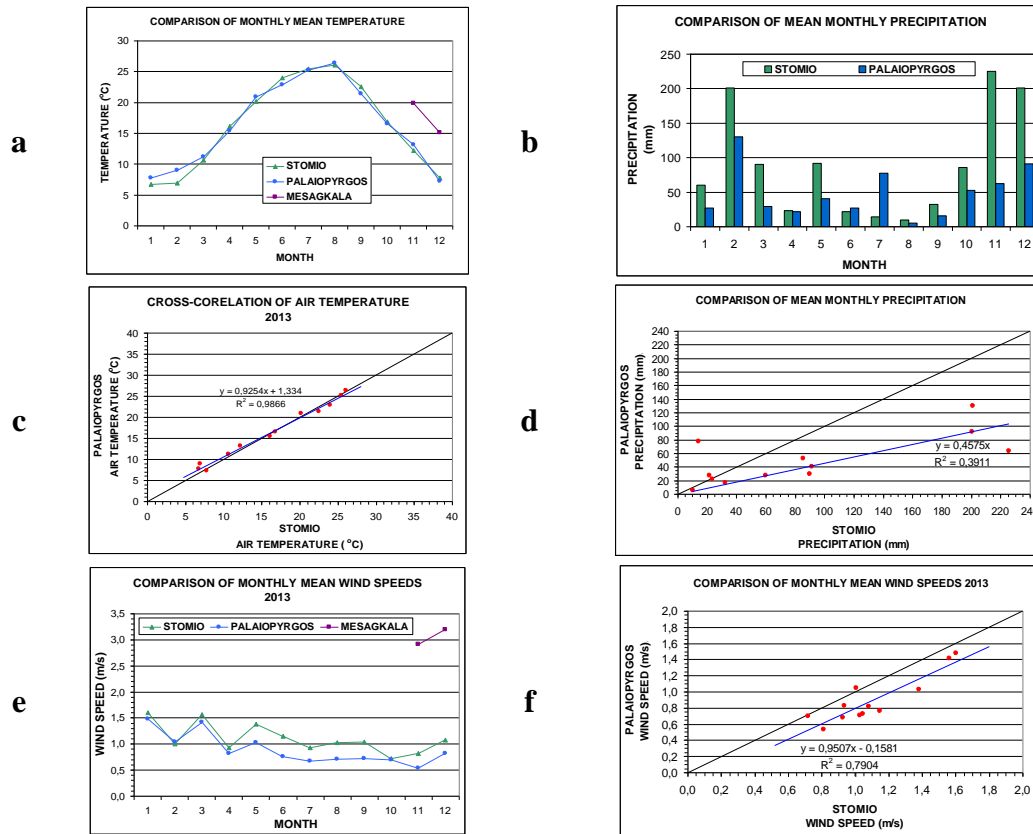 a
COMPARISON OF MONTHLY MEAN TEMPERATURE
30
25
20
15
10
5
0
TEMPERATURE (°C)
STOMIO
PALAIOPYRGOS
MESAGKALA
1 2 3 4 5 6 7 8 9 10 11 12
MONTH
b
COMPARISON OF MEAN MONTHLY PRECIPITATION
250
200
150
100
50
0
PRECIPITATION
(mm)
STOMIO PALAIOPYRGOS
1 2 3 4 5 6 7 8 9 10 11 12
MONTH
c
CROSS-CORELATION OF AIR TEMPERATURE
2013
40
35
30
25
20
15
10
5
0
PALAIOPYRGOS
AIR TEMPERATURE (°C)
y = 0,9254x + 1,334
R² = 0,9866
0 10 20 30 40
STOMIO
AIR TEMPERATURE ( °C)
d
COMPARISON OF MEAN MONTHLY PRECIPITATION
240
220
200
180
160
140
120
100
80
60
40
20
0
PALAIOPYRGOS
PRECIPITATION (mm)
y = 0,4575x
R² = 0,3911
0 20 40 60 80 100 120 140 160 180 200 220 240
STOMIO
PRECIPITATION (mm)
e
COMPARISON OF MONTHLY MEAN WIND SPEEDS
2013
3,5
3,0
2,5
2,0
1,5
1,0
0,5
0,0
WIND SPEED (m/s)
STOMIO PALAIOPYRGOS MESAGKALA
1 2 3 4 5 6 7 8 9 10 11 12
MONTH
f
COMPARISON OF MONTHLY MEAN WIND SPEEDS 2013
2,0
1,8
1,6
1,4
1,2
1,0
0,8
0,6
0,4
0,2
0,0
PALAIOPYRGOS
WIND SPEED (m/s)
y = 0,9507x - 0,1581
R² = 0,7904
0,0 0,2 0,4 0,6 0,8 1,0 1,2 1,4 1,6 1,8 2,0
STOMIO
WIND SPEED (m/s)